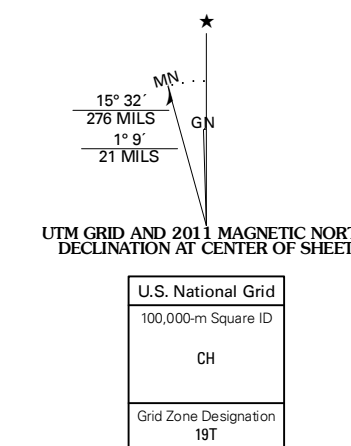 ★
MN
GN
15° 32´
276 MILS
1° 9´
21 MILS
UTM GRID AND 2011 MAGNETIC NORT
DECLINATION AT CENTER OF SHEET
U.S. National Grid
100,000-m Square ID
CH
Grid Zone Designation
19T